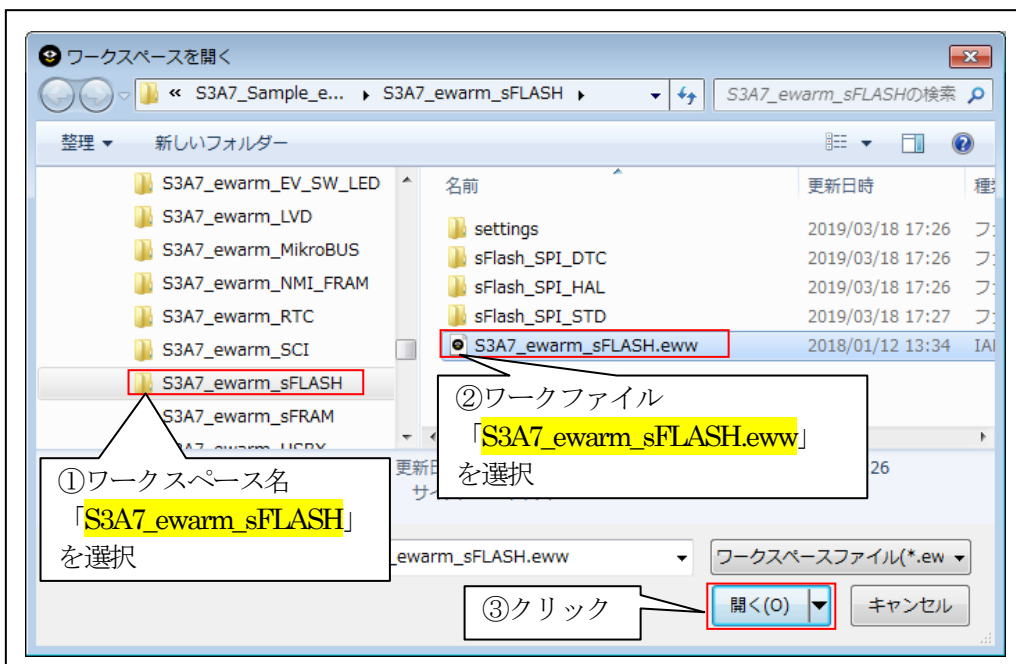 ワークスペースを開く
« S3A7_Sample_e... ▸ S3A7_ewarm_sFLASH ▸
S3A7_ewarm_sFLASHの検索
整理 ▼ 新しいフォルダー
S3A7_ewarm_EV_SW_LED
S3A7_ewarm_LVD
S3A7_ewarm_MikroBUS
S3A7_ewarm_NMI_FRAM
S3A7_ewarm_RTC
S3A7_ewarm_SCI
S3A7_ewarm_sFLASH
S3A7_ewarm_sFRAM
名前 更新日時
settings 2019/03/18 17:26
sFlash_SPI_DTC 2019/03/18 17:26
sFlash_SPI_HAL 2019/03/18 17:26
sFlash_SPI_STD 2019/03/18 17:27
S3A7_ewarm_sFLASH.eww 2018/01/12 13:34
①ワークスペース名
「S3A7_ewarm_sFLASH」
を選択
②ワークファイル
「S3A7_ewarm_sFLASH.eww」
を選択
26
_ewarm_sFLASH.eww
ワークスペースファイル(*.ew
③クリック
開く(O)
キャンセル